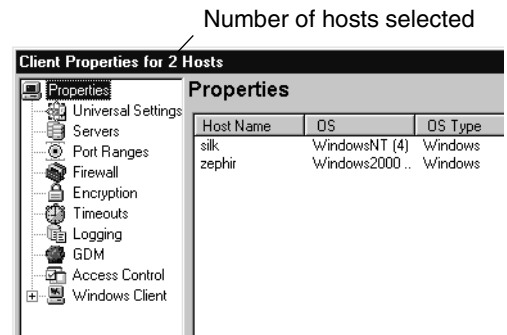 Number of hosts selected
Client Properties for 2 Hosts
Properties
Universal Settings
Servers
Port Ranges
Firewall
Encryption
Timeouts
Logging
GDM
Access Control
Windows Client
Properties
Host Name OS OS Type
silk WindowsNT (4) Windows
zephir Windows2000 .. Windows